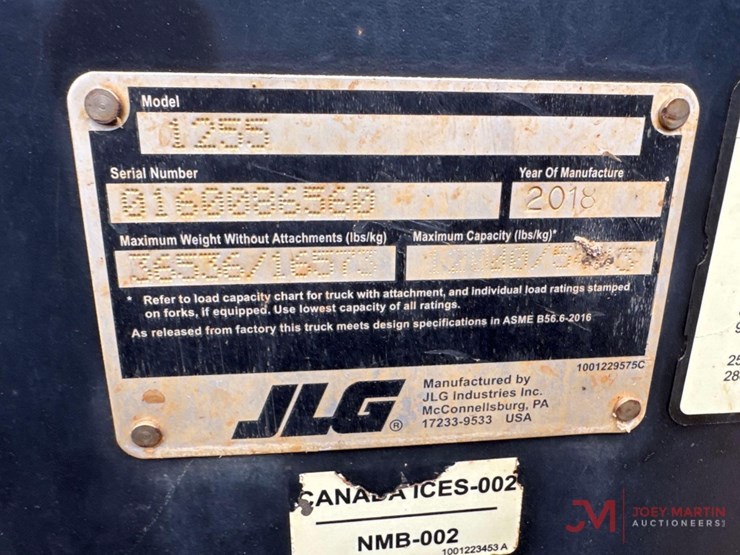 Model
1255
Serial Number
Year Of Manufacture
0160086560
2018
Maximum Weight Without Attachments (lbs/kg)
Maximum Capacity (lbs/kg)*
* Refer to load capacity chart for truck with attachment, and individual load ratings stamped
on forks, if equipped. Use lowest capacity of all ratings.
As released from factory this truck meets design specifications in ASME B56.6-2016
1001229575C
JLG®
Manufactured by
JLG Industries Inc.
McConnellsburg, PA
17233-9533 USA
CANADA ICES-002
NMB-002
1001223453 A
JM JOEY MARTIN
AUCTIONEERS